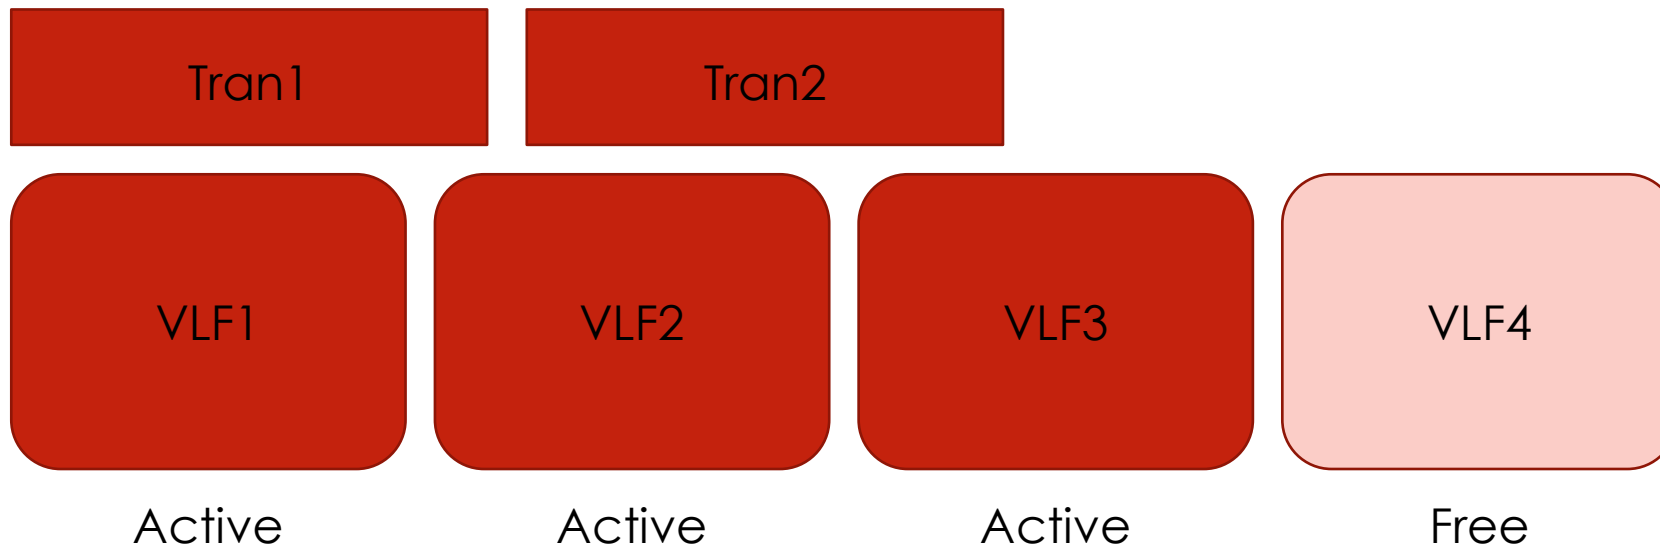 Tran1
Tran2
VLF1
VLF2
VLF3
VLF4
Active
Active
Active
Free